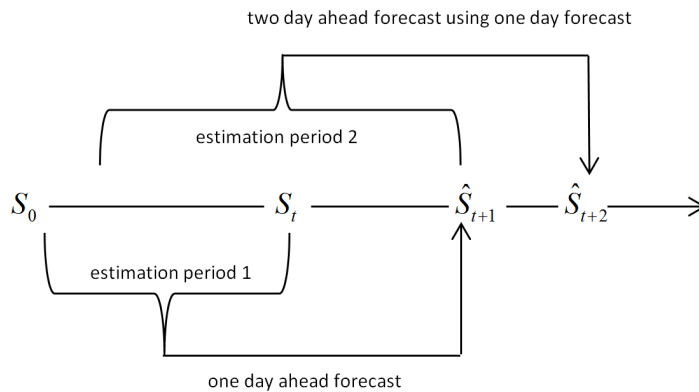 two day ahead forecast using one day forecast
estimation period 2
S₀ Sₜ Ŝₜ₊₁ Ŝₜ₊₂
estimation period 1
one day ahead forecast